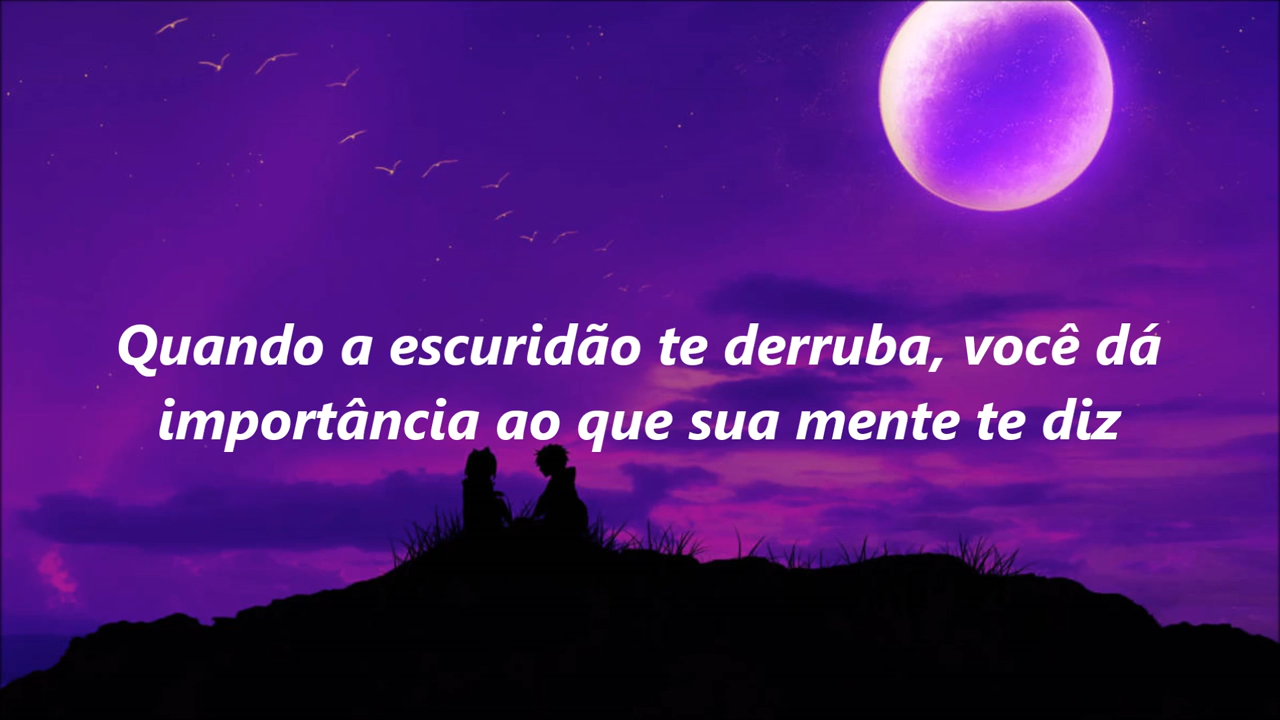 Quando a escuridão te derruba, você dá
importância ao que sua mente te diz